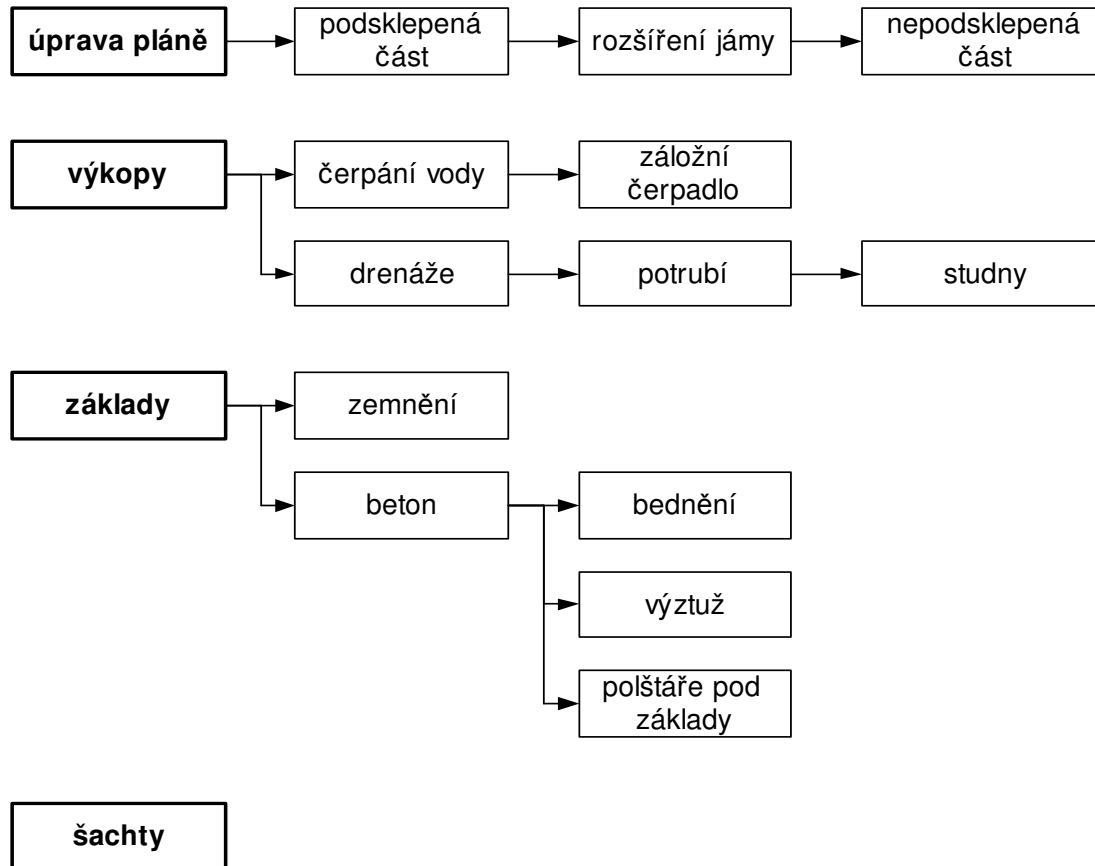 úprava pláně
podsklepená
část
rozšíření jámy
nepodsklepená
část
výkopy
čerpání vody
záložní
čerpadlo
drenáže
potrubí
studny
základy
zemnění
beton
bednění
výztuž
polštáře pod
základy
šachty